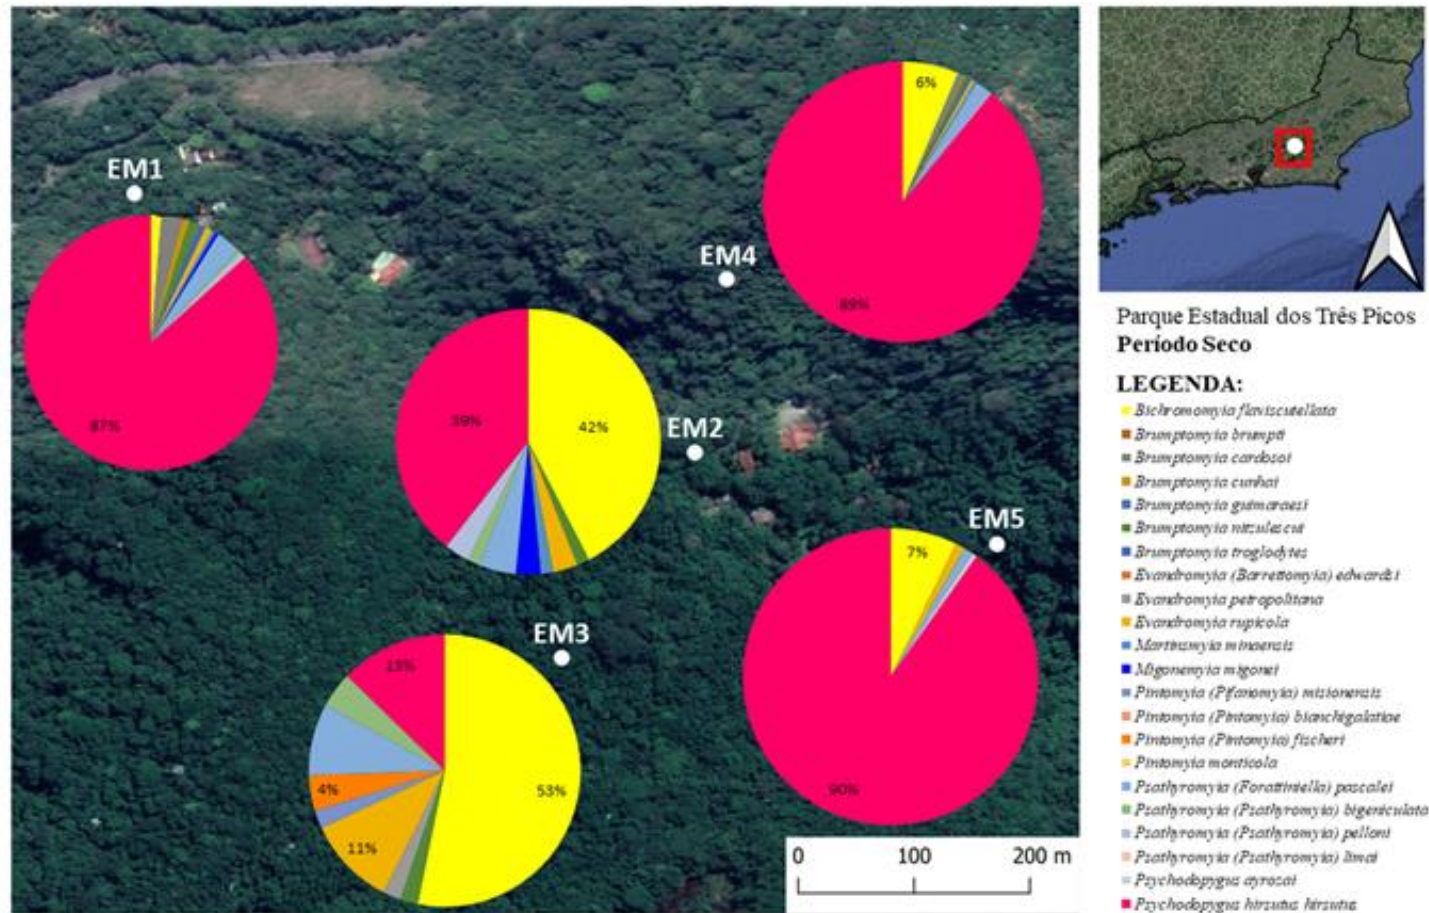 EM1
87%
EM2
42%
39%
EM3
53%
13%
4%
11%
EM4
6%
89%
EM5
7%
90%
0 100 200 m
Parque Estadual dos Três Picos
Período Seco
LEGENDA:
Bichromomyia flaviscutellata
Brumptomyia brumpti
Brumptomyia cardosoi
Brumptomyia cunhai
Brumptomyia guimaraesi
Brumptomyia nitzulescui
Brumptomyia troglodytes
Evandromyia (Barrettomyia) edwardsi
Evandromyia petropolitana
Evandromyia rupicola
Martinsmyia minasensis
Migonemyia migonei
Pintomyia (Pifanomyia) misionensis
Pintomyia (Pintomyia) bianchigalatiae
Pintomyia (Pintomyia) fischeri
Pintomyia monticola
Psathyromyia (Forattiniella) pascalei
Psathyromyia (Psathyromyia) bigeniculata
Psathyromyia (Psathyromyia) pelloni
Psathyromyia (Psathyromyia) limai
Psychodopygus ayrozai
Psychodopygus hirsutus hirsutus